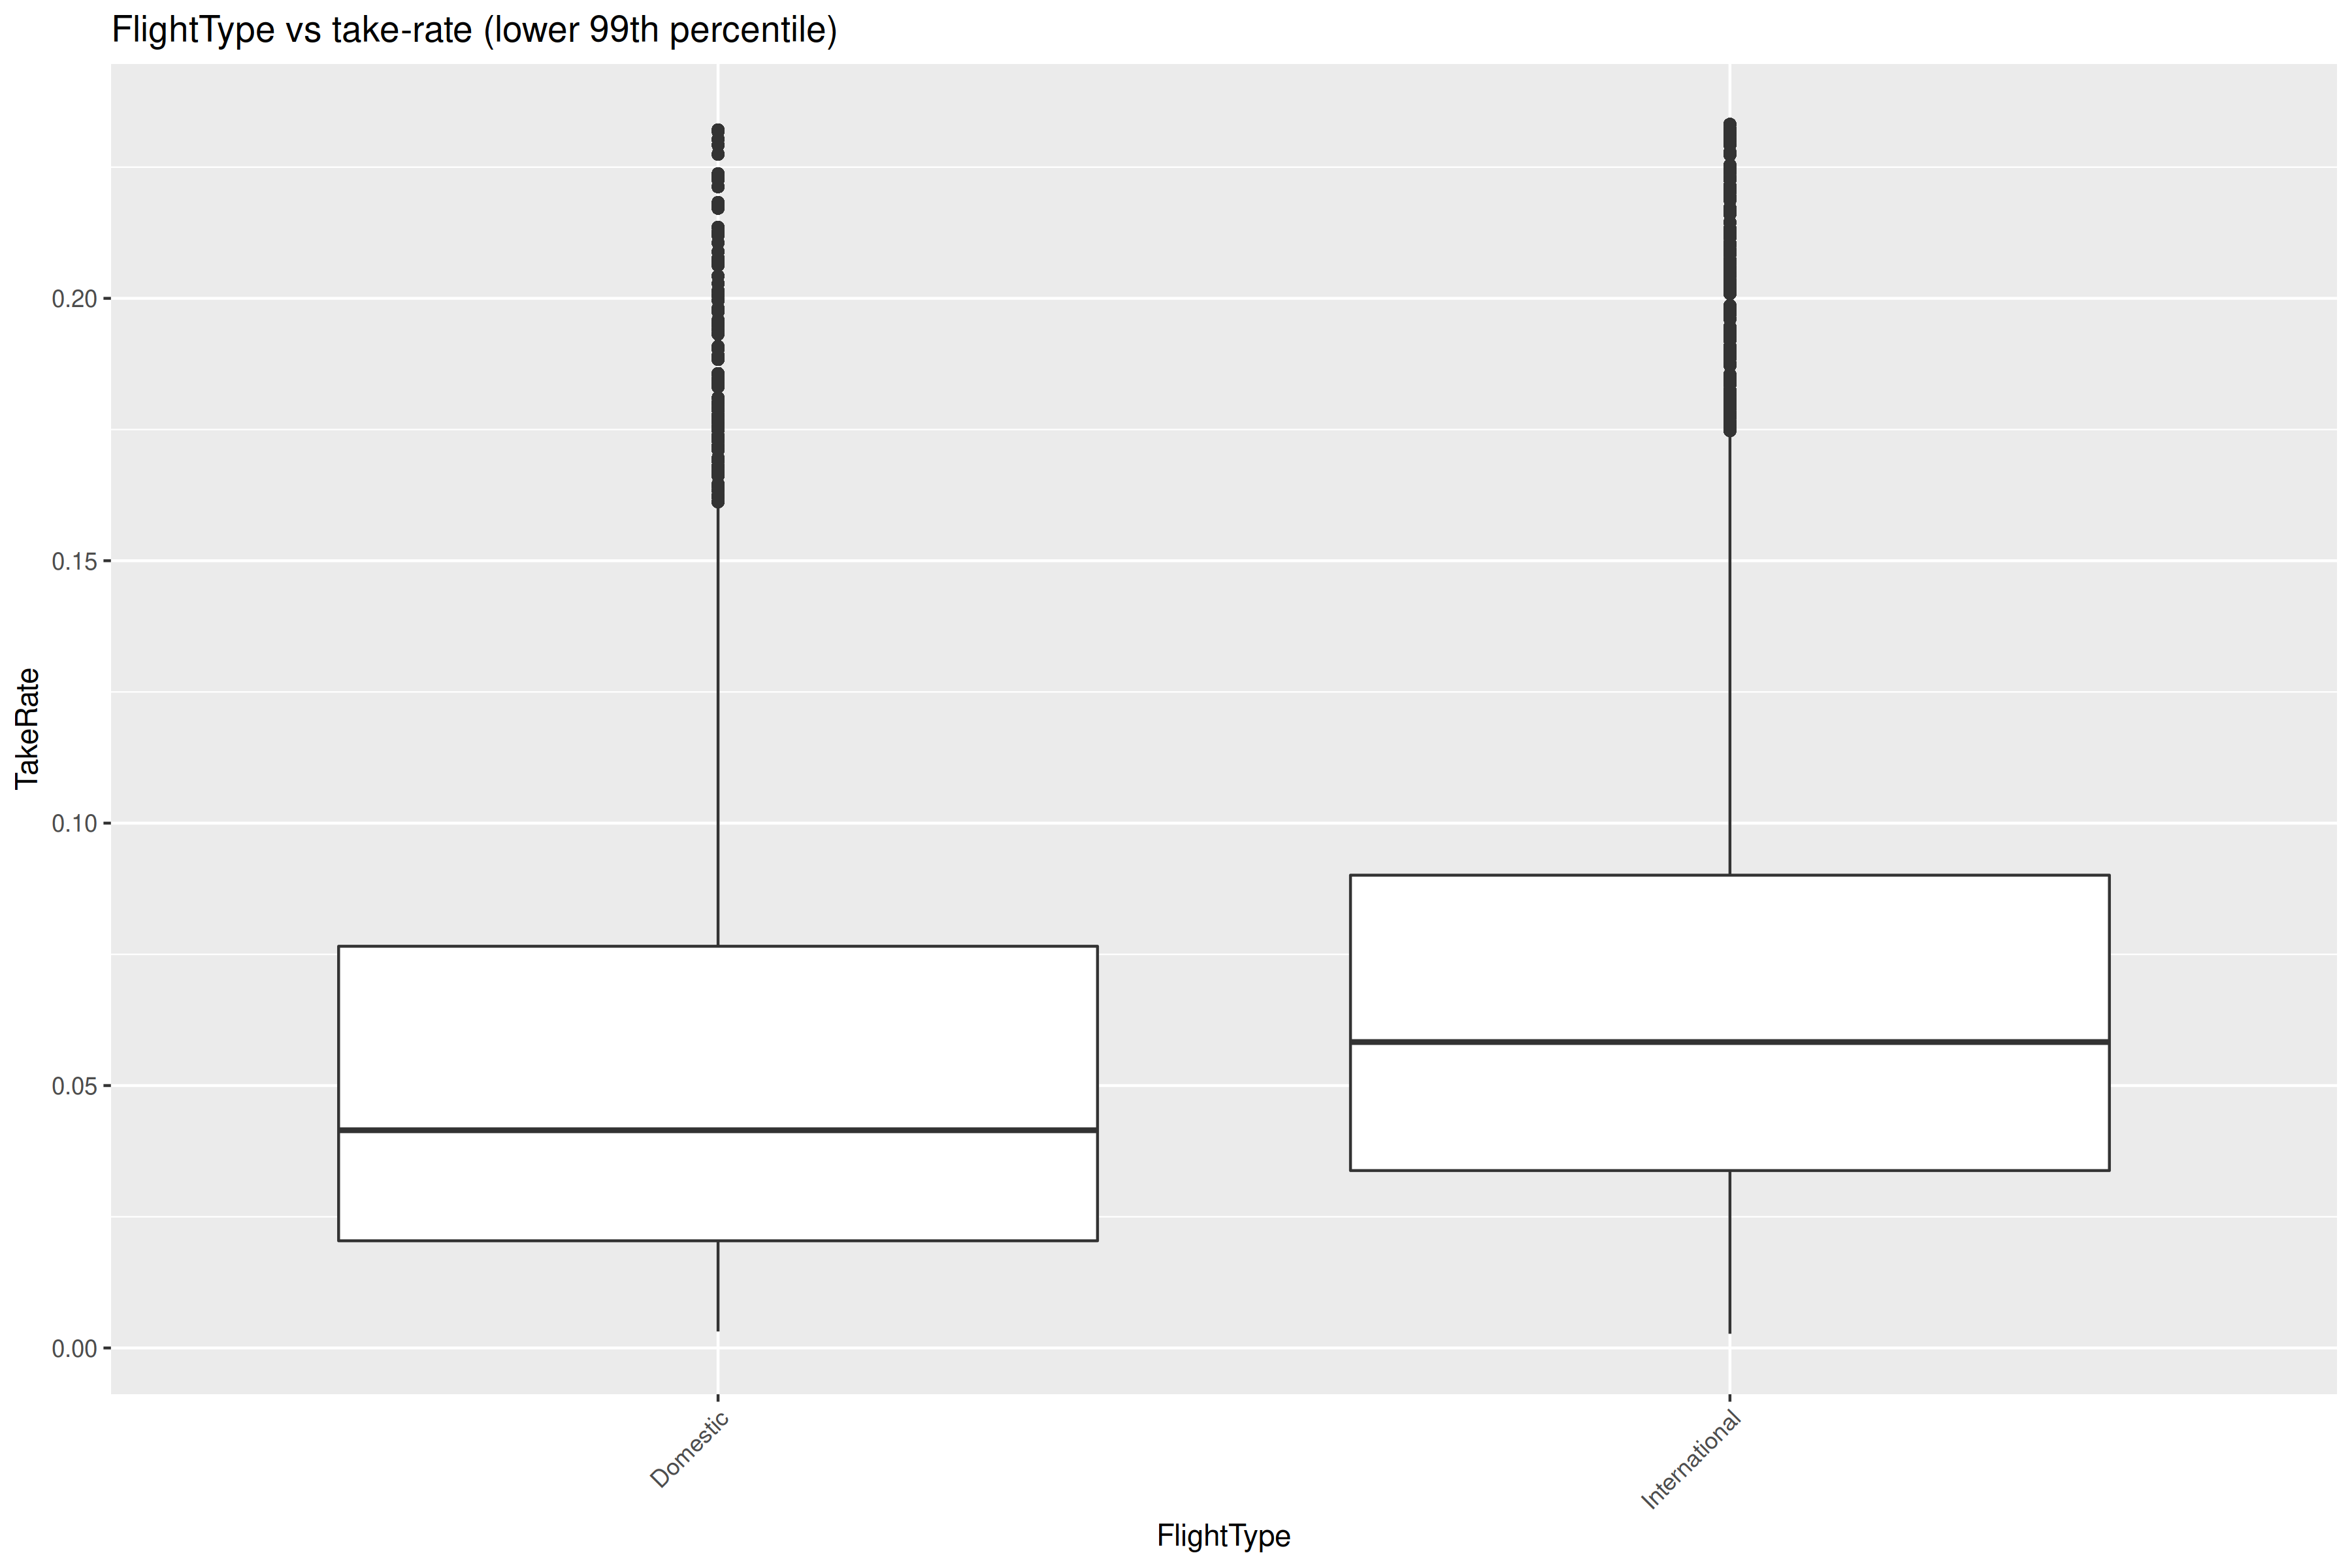 FlightType vs take-rate (lower 99th percentile)
TakeRate
0.20
0.15
0.10
0.05
0.00
Domestic
International
FlightType